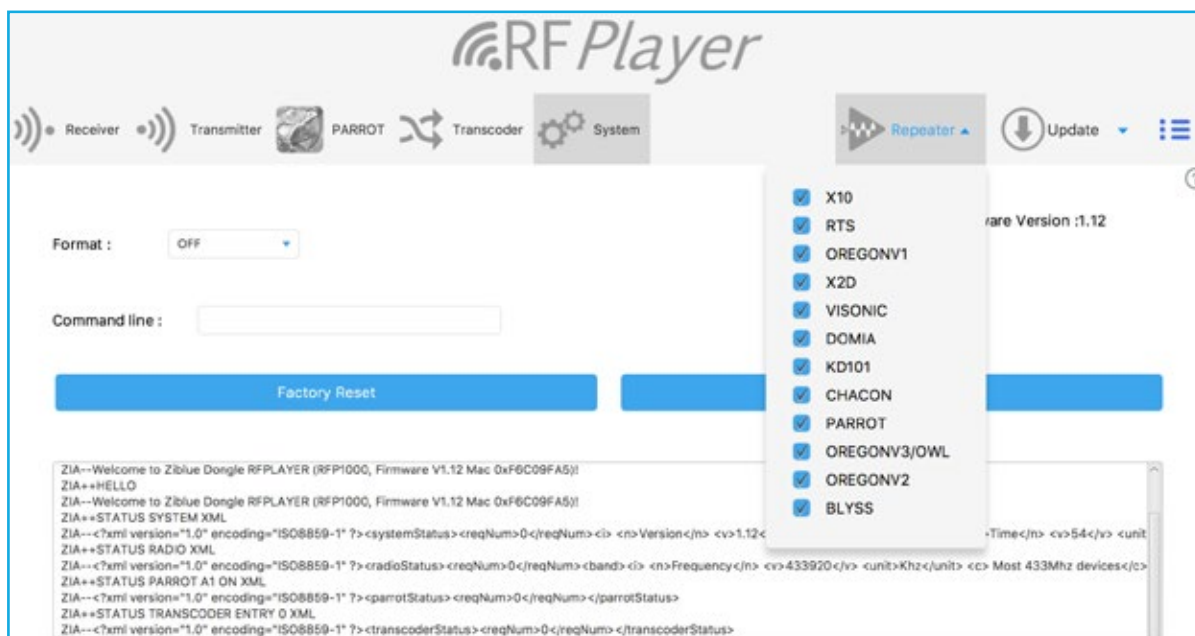 RFPlayer
Receiver Transmitter PARROT Transcoder System Repeater Update
X10
ware Version :1.12
RTS
Format : OFF
OREGONV1
X2D
VISONIC
Command line :
DOMIA
KD101
Factory Reset
CHACON
PARROT
OREGONV3/OWL
OREGONV2
BLYSS
ZIA--Welcome to Ziblue Dongle RFPLAYER (RFP1000, Firmware V1.12 Mac 0xF6C09FA5)!
ZIA++HELLO
ZIA--Welcome to Ziblue Dongle RFPLAYER (RFP1000, Firmware V1.12 Mac 0xF6C09FA5)!
ZIA++STATUS SYSTEM XML
ZIA--<?xml version="1.0" encoding="ISO8859-1" ?><systemStatus><reqNum>0</reqNum><i> <n>Version</n> <v>1.12< -Time</n> <v>54</v> <unit
ZIA++STATUS RADIO XML
ZIA--<?xml version="1.0" encoding="ISO8859-1" ?><radioStatus><reqNum>0</reqNum><band><i> <n>Frequency</n> <v>433920</v> <unit>Khz</unit> <c> Most 433Mhz devices</c>
ZIA++STATUS PARROT A1 ON XML
ZIA--<?xml version="1.0" encoding="ISO8859-1" ?><parrotStatus><reqNum>0</reqNum></parrotStatus>
ZIA++STATUS TRANSCODER ENTRY 0 XML
ZIA--<?xml version="1.0" encoding="ISO8859-1" ?><transcoderStatus><reqNum>0</reqNum></transcoderStatus>